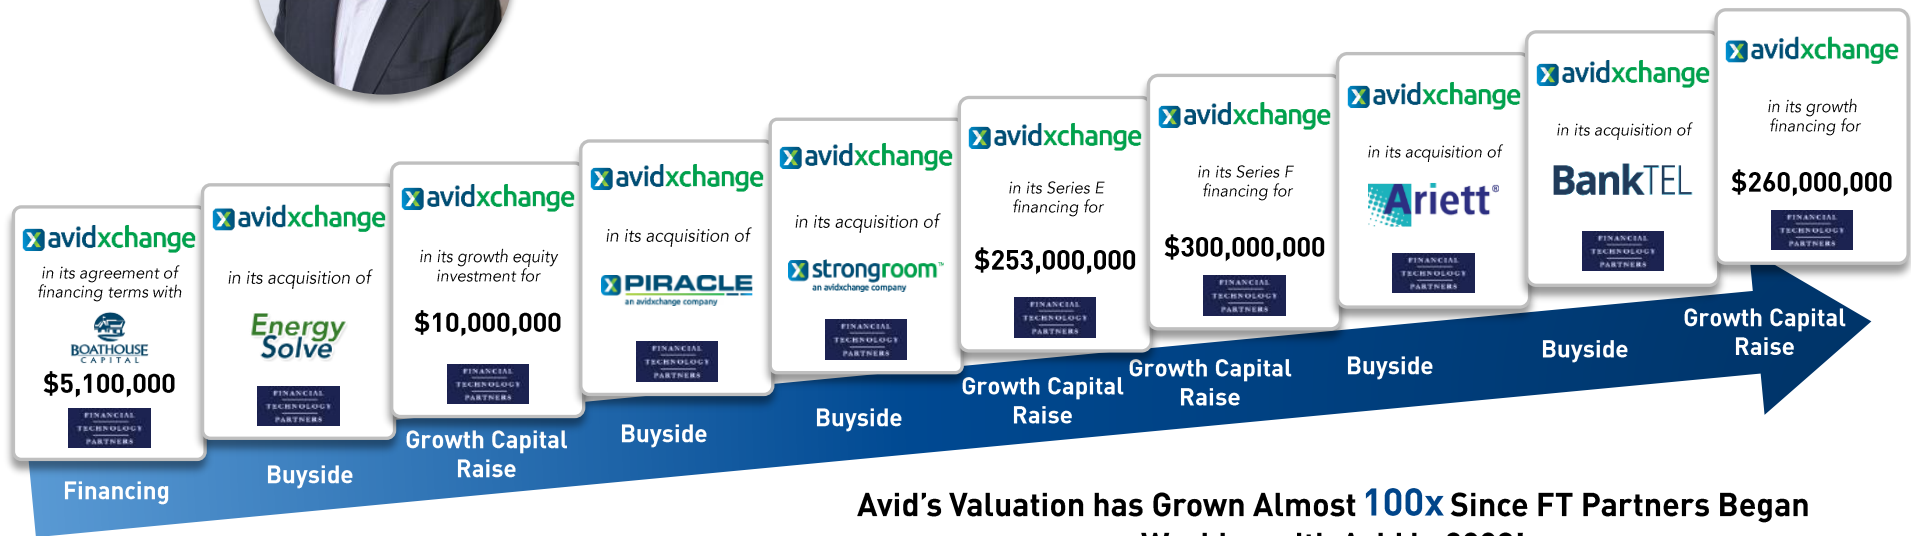 avidxchange
in its agreement of
financing terms with
BOATHOUSE
CAPITAL
$5,100,000
FINANCIAL
TECHNOLOGY
PARTNERS
Financing
avidxchange
in its acquisition of
Energy
Solve
FINANCIAL
TECHNOLOGY
PARTNERS
Buyside
avidxchange
in its growth equity
investment for
$10,000,000
FINANCIAL
TECHNOLOGY
PARTNERS
Growth Capital
Raise
avidxchange
in its acquisition of
PIRACLE
an avidxchange company
FINANCIAL
TECHNOLOGY
PARTNERS
Buyside
avidxchange
in its acquisition of
strongroom™
an avidxchange company
FINANCIAL
TECHNOLOGY
PARTNERS
Buyside
avidxchange
in its Series E
financing for
$253,000,000
FINANCIAL
TECHNOLOGY
PARTNERS
Growth Capital
Raise
avidxchange
in its Series F
financing for
$300,000,000
FINANCIAL
TECHNOLOGY
PARTNERS
Growth Capital
Raise
avidxchange
in its acquisition of
Ariett®
FINANCIAL
TECHNOLOGY
PARTNERS
Buyside
avidxchange
in its acquisition of
BankTEL
FINANCIAL
TECHNOLOGY
PARTNERS
Buyside
avidxchange
in its growth
financing for
$260,000,000
FINANCIAL
TECHNOLOGY
PARTNERS
Growth Capital
Raise
Avid's Valuation has Grown Almost 100x Since FT Partners Began